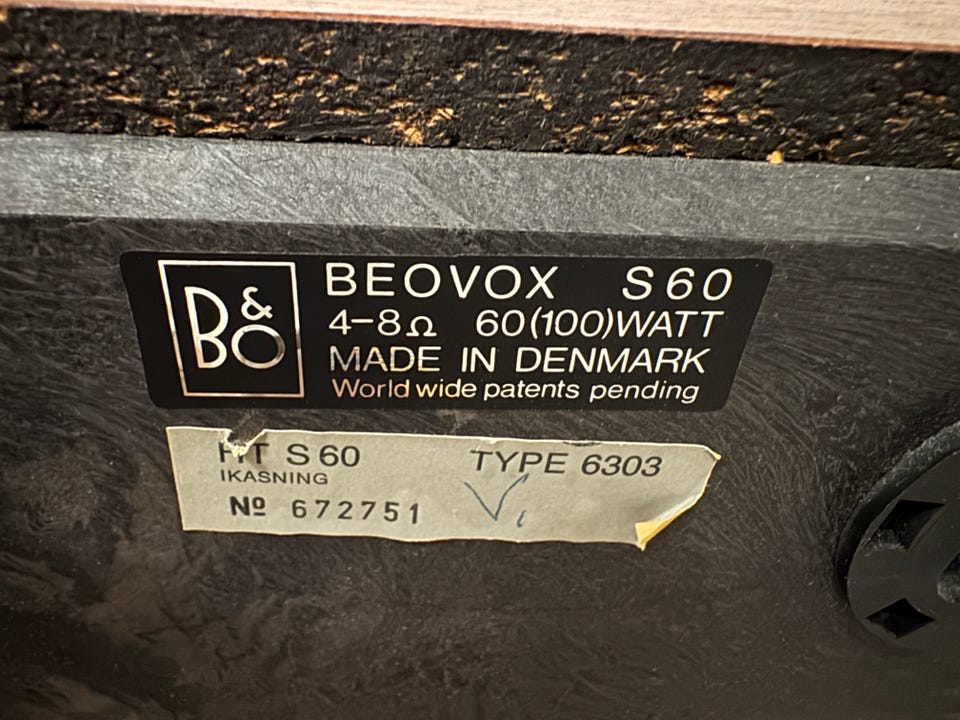 B&O
BEOVOX S60
4-8Ω 60(100)WATT
MADE IN DENMARK
World wide patents pending
S 60 TYPE 6303
IKASNING
Nº 672751